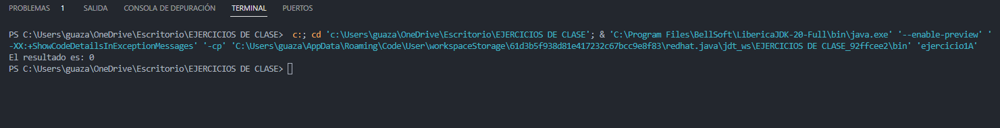 PROBLEMAS 1 SALIDA CONSOLA DE DEPURACIÓN TERMINAL PUERTOS
PS C:\Users\guaza\OneDrive\Escritorio\EJERCICIOS DE CLASE>  c:; cd 'c:\Users\guaza\OneDrive\Escritorio\EJERCICIOS DE CLASE'; & 'C:\Program Files\BellSoft\LibericaJDK-20-Full\bin\java.exe' '--enable-preview' '
-XX:+ShowCodeDetailsInExceptionMessages' '-cp' 'C:\Users\guaza\AppData\Roaming\Code\User\workspaceStorage\61d3b5f938d81e417232c67bcc9e8f83\redhat.java\jdt_ws\EJERCICIOS DE CLASE_92ffcee2\bin' 'ejercicio1A'
El resultado es: 0
PS C:\Users\guaza\OneDrive\Escritorio\EJERCICIOS DE CLASE>